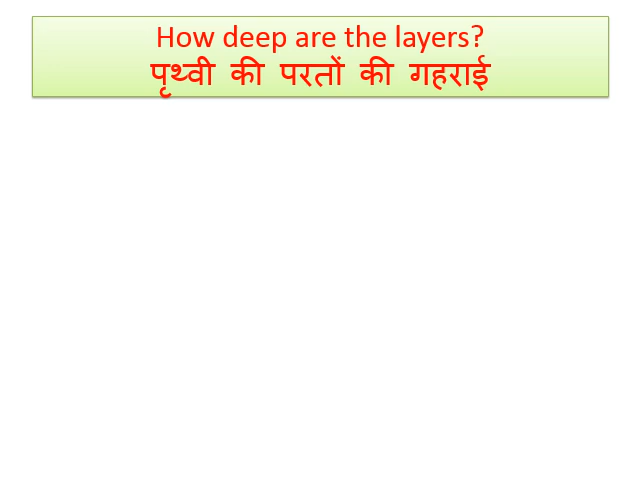 How deep are the layers?
पृथ्वी की परतों की गहराई